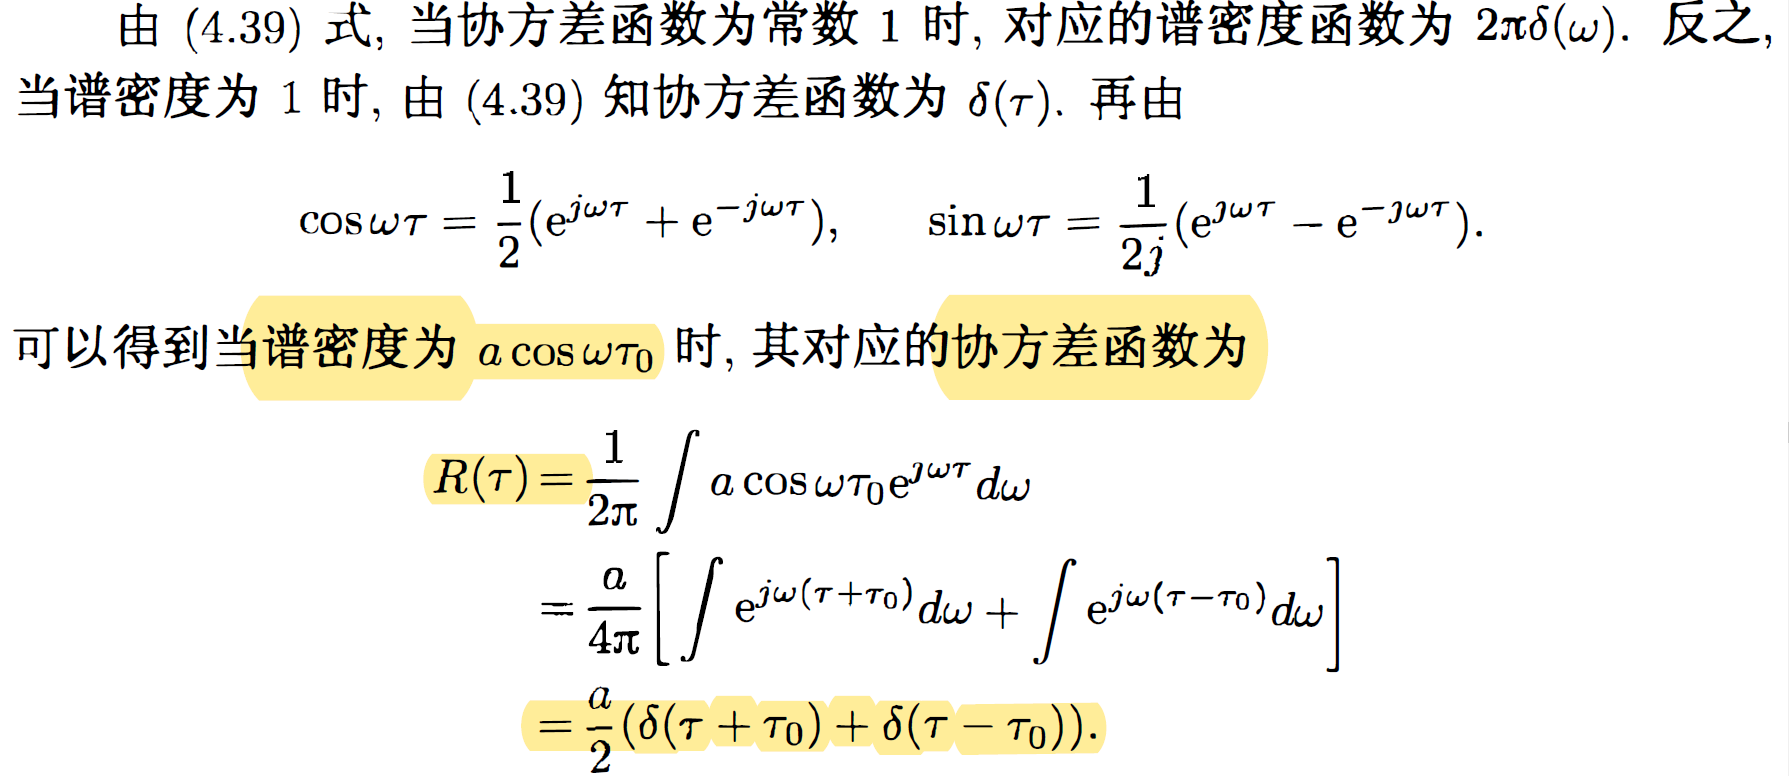 由 (4.39) 式, 当协方差函数为常数 1 时, 对应的谱密度函数为 2πδ(ω). 反之,
当谱密度为 1 时, 由 (4.39) 知协方差函数为 δ(τ). 再由
cos ωτ = \frac{1}{2}(e^{jωτ} + e^{-jωτ}), sin ωτ = \frac{1}{2j}(e^{jωτ} − e^{-jωτ}).
可以得到当谱密度为 a cos ωτ₀ 时, 其对应的协方差函数为
R(τ) = \frac{1}{2π} ∫ a cos ωτ₀ e^{jωτ} dω
= \frac{a}{4π} [ ∫ e^{jω(τ+τ₀)} dω + ∫ e^{jω(τ−τ₀)} dω ]
= \frac{a}{2} (δ(τ + τ₀) + δ(τ − τ₀)).